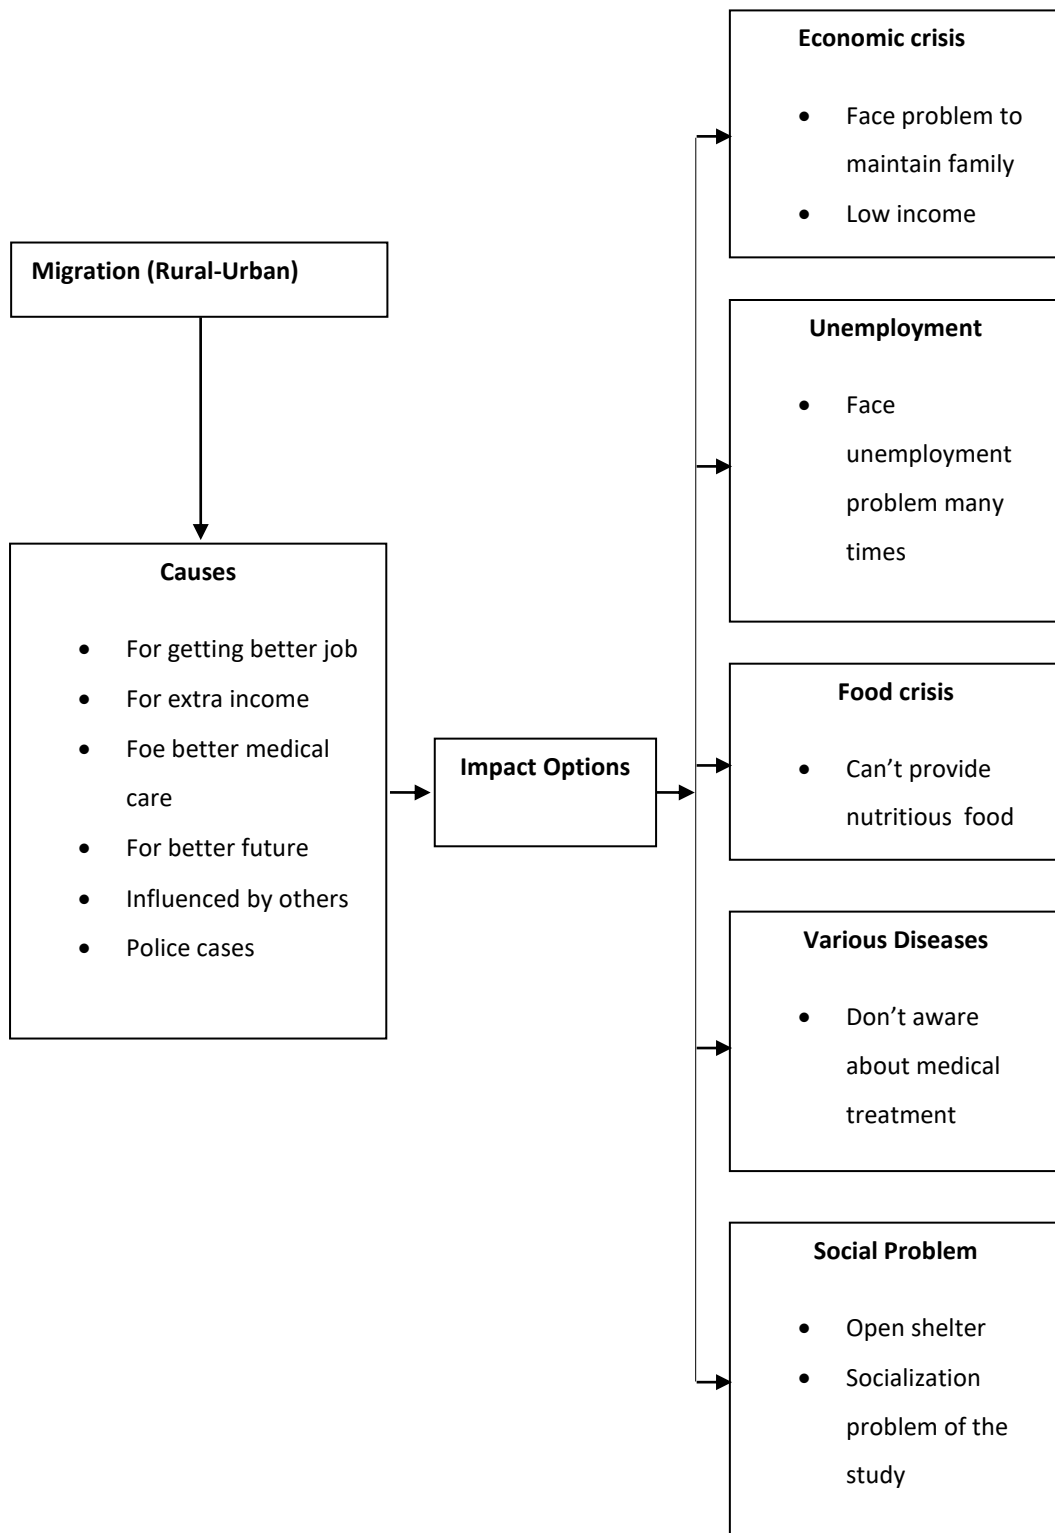 Migration (Rural-Urban)
Causes
• For getting better job
• For extra income
• Foe better medical
care
• For better future
• Influenced by others
• Police cases
Impact Options
Economic crisis
• Face problem to
maintain family
• Low income
Unemployment
• Face
unemployment
problem many
times
Food crisis
• Can’t provide
nutritious  food
Various Diseases
• Don’t aware
about medical
treatment
Social Problem
• Open shelter
• Socialization
problem of the
study